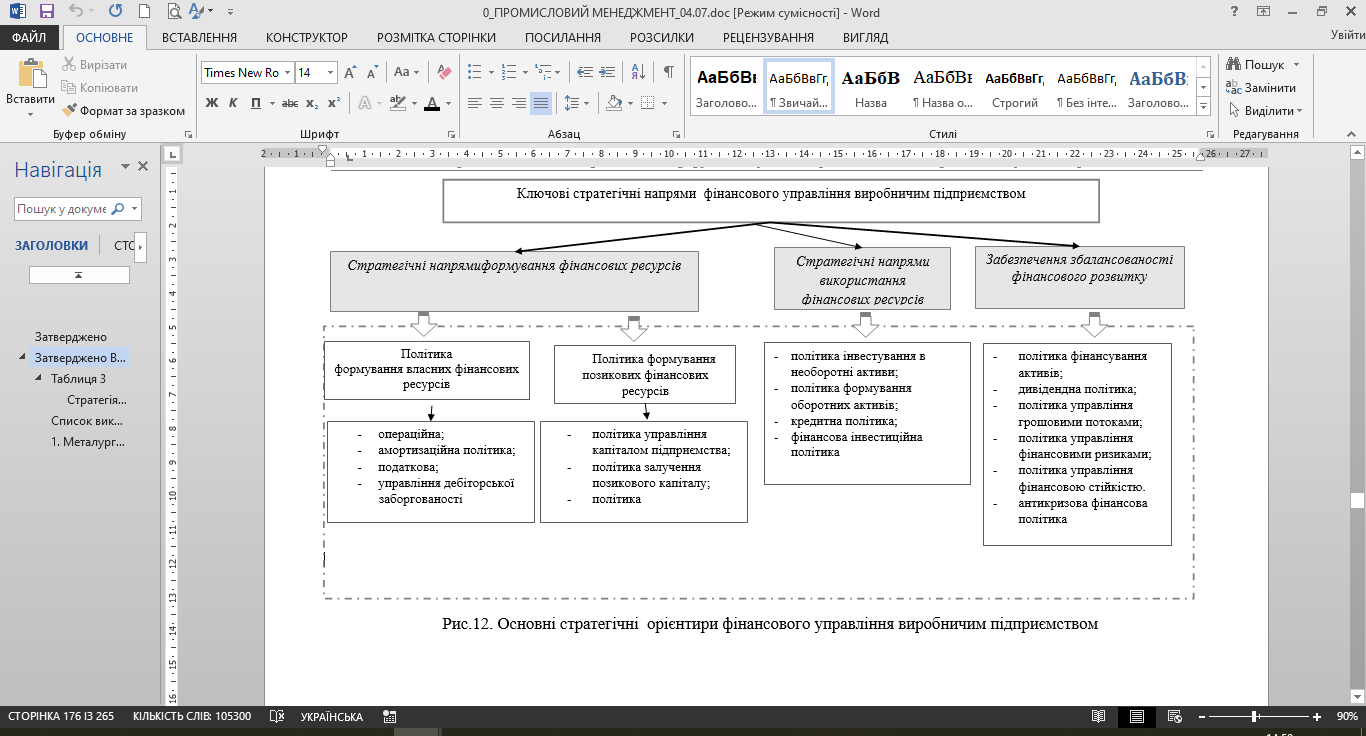 0_ПРОМИСЛОВИЙ МЕНЕДЖМЕНТ_04.07.doc [Режим сумісності] - Word
Увійти
ФАЙЛ ОСНОВНЕ ВСТАВЛЕННЯ КОНСТРУКТОР РОЗМІТКА СТОРІНКИ ПОСИЛАННЯ РОЗСИЛКИ РЕЦЕНЗУВАННЯ ВИГЛЯД
Вставити
Вирізати
Копіювати
Формат за зразком
Буфер обміну
Times New Ro 14
Шрифт
Абзац
АаБбВı АаБбВвГг, АаБбВ АаБбВı АаБбВвГг, АаБбВвГг, АаБбВ:
Заголово... ¶ Звичай... Назва ¶ Назва о... Строгий ¶ Без інте... Заголово...
Стилі
Пошук
Замінити
Виділити
Редагування
Навігація
Пошук у докуме
ЗАГОЛОВКИ СТС
Затверджено
Затверджено В...
Таблиця 3
Стратегія...
Список вик...
1. Металург...
Ключові стратегічні напрями  фінансового управління виробничим підприємством
Стратегічні напрямиформування фінансових ресурсів
Стратегічні напрями
використання
фінансових ресурсів
Забезпечення збалансованості
фінансового розвитку
Політика
формування власних фінансових
ресурсів
- операційна;
- амортизаційна політика;
- податкова;
- управління дебіторської
заборгованості
Політика формування
позикових фінансових
ресурсів
- політика управління
капіталом підприємства;
- політика залучення
позикового капіталу;
- політика
- політика інвестування в
необоротні активи;
- політика формування
оборотних активів;
- кредитна політика;
- фінансова інвестиційна
політика
- політика фінансування
активів;
- дивідендна політика;
- політика управління
грошовими потоками;
- політика управління
фінансовими ризиками;
- політика управління
фінансовою стійкістю.
- антикризова фінансова
політика
Рис.12. Основні стратегічні  орієнтири фінансового управління виробничим підприємством
СТОРІНКА 176 ІЗ 265 КІЛЬКІСТЬ СЛІВ: 105300 УКРАЇНСЬКА 90%